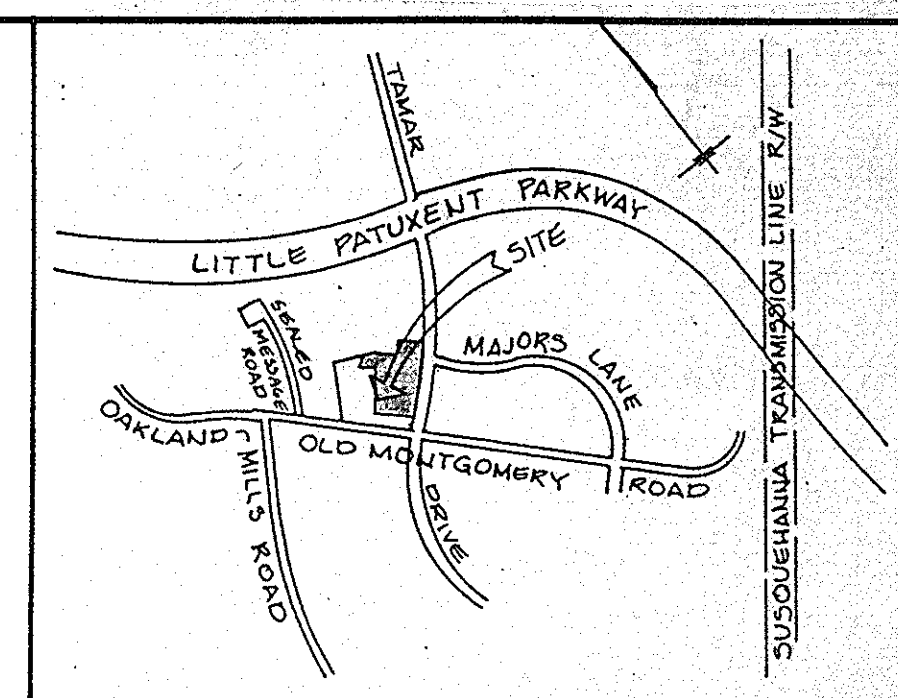 TAMAR
LITTLE PATUXENT PARKWAY
SITE
SUSQUEHANNA TRANSMISSION LINE R/W
SEALED
MESSAGE
ROAD
MAJORS LANE
OAKLAND MILLS ROAD
OLD MONTGOMERY ROAD
DRIVE